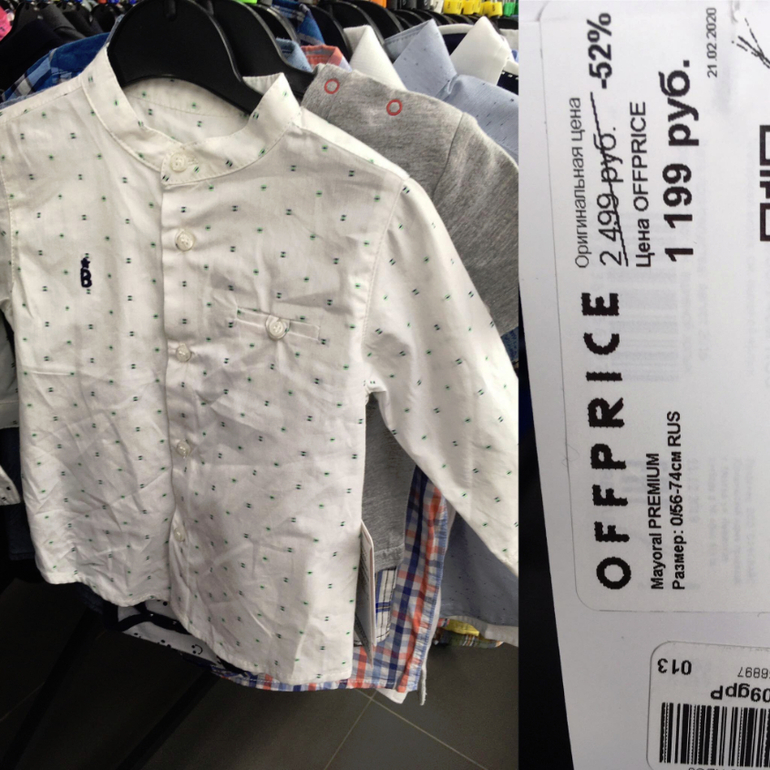 Оригинальная цена
2 499 руб. -52%
Цена OFFPRICE
1 199 руб.
21.02.2020
OFFPRICE
Mayoral PREMIUM
Размер: 0/56-74см RUS
013